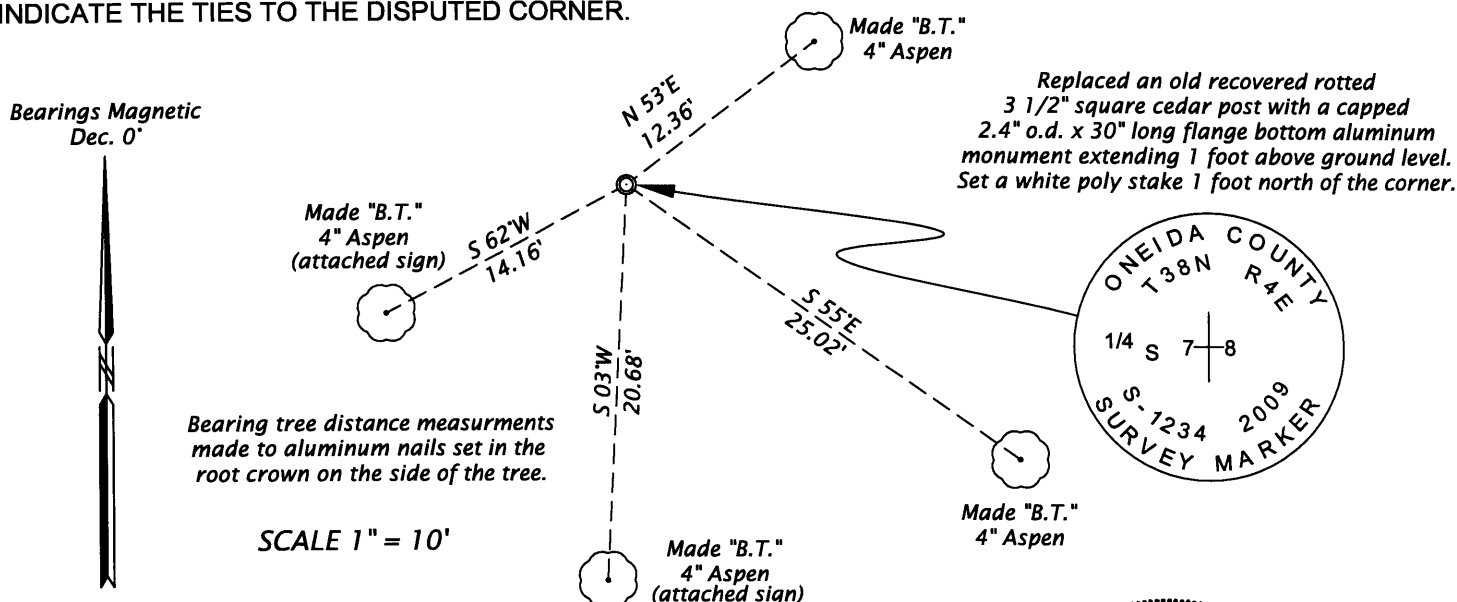 INDICATE THE TIES TO THE DISPUTED CORNER.
Made "B.T."
4" Aspen
Bearings Magnetic
Dec. 0°
N 53°E
12.36'
Replaced an old recovered rotted
3 1/2" square cedar post with a capped
2.4" o.d. x 30" long flange bottom aluminum
monument extending 1 foot above ground level.
Set a white poly stake 1 foot north of the corner.
Made "B.T."
4" Aspen
(attached sign)
S 62°W
14.16'
S 55°E
25.02'
S 03°W
20.68'
ONEIDA COUNTY
T38N R4E
1/4 S 7 8
S-1234 2009
SURVEY MARKER
N
Bearing tree distance measurments
made to aluminum nails set in the
root crown on the side of the tree.
SCALE 1" = 10'
Made "B.T."
4" Aspen
Made "B.T."
4" Aspen
(attached sign)